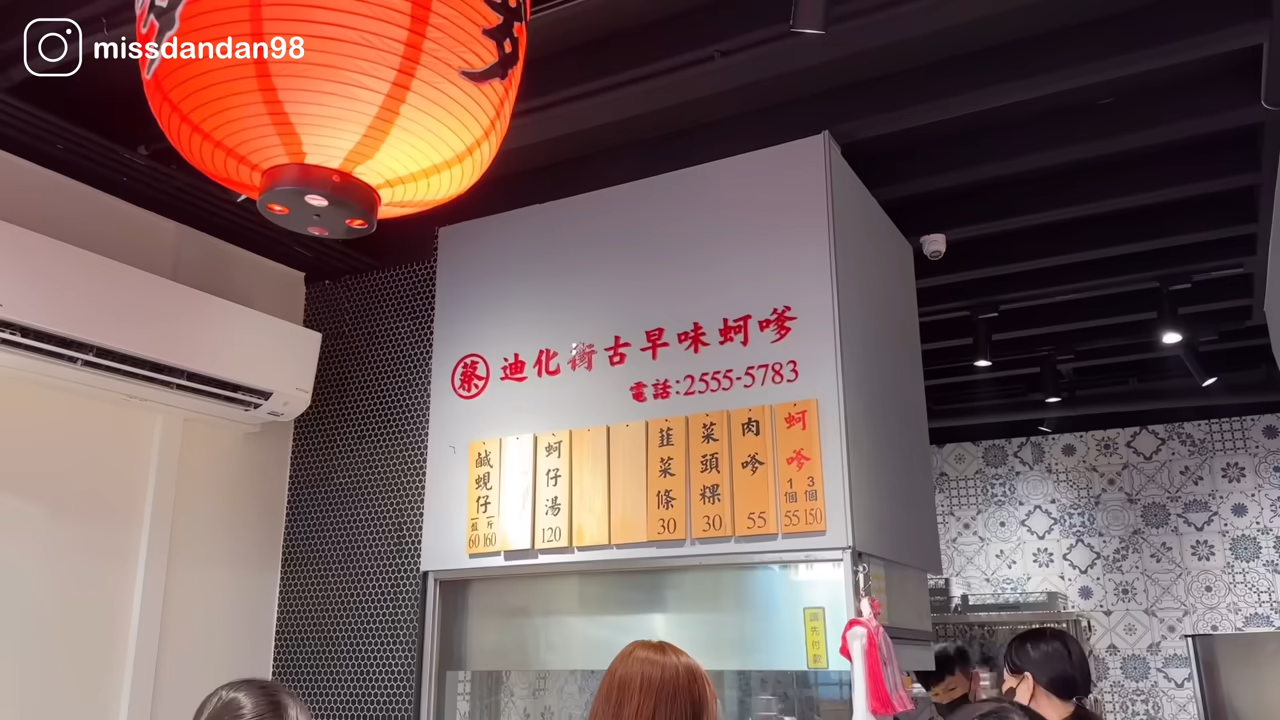 missdandan98
蔡 迪化街古早味蚵嗲
電話:2555-5783
蚵嗲 1個 55 3個 150
肉嗲 55
菜頭粿 30
韮菜條 30
蚵仔湯 120
鹹蜆仔 一盤 60 一斤 160
請先付款